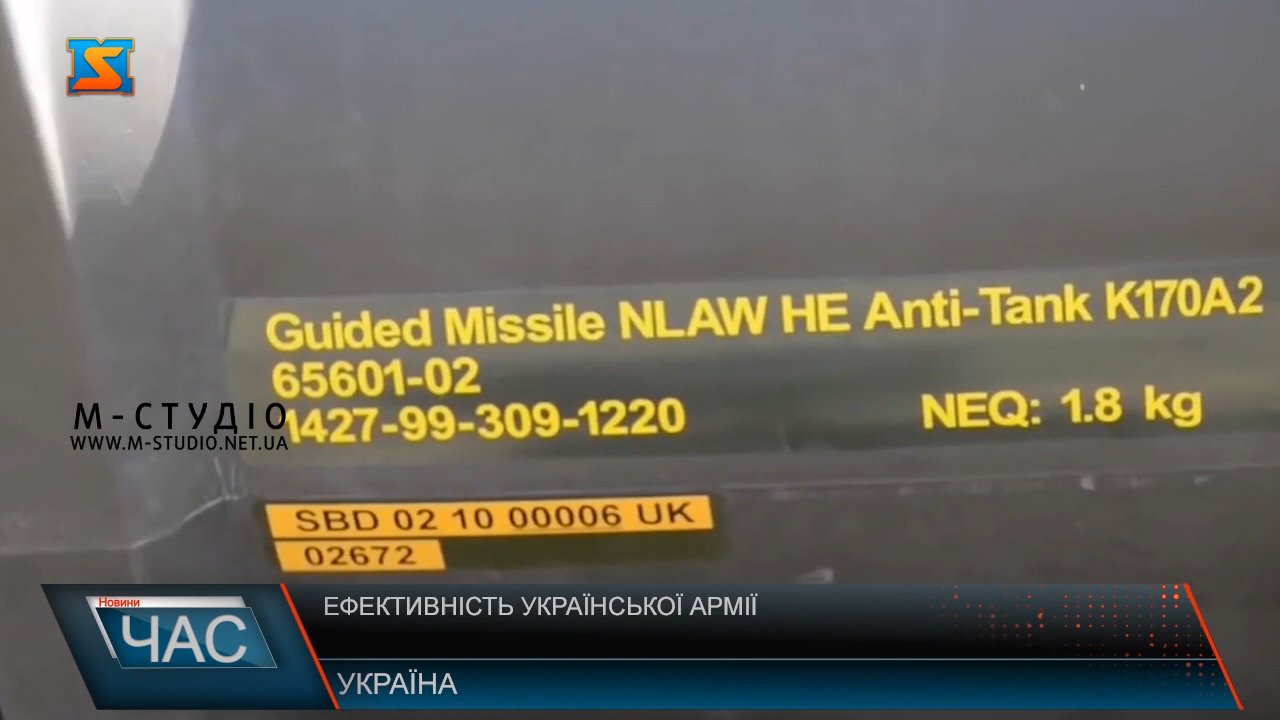 Guided Missile NLAW HE Anti-Tank K170A2
65601-02
1427-99-309-1220 NEQ: 1.8 kg
М-СТУДІО
WWW.M-STUDIO.NET.UA
SBD 02 10 00006 UK
02672
Новини
ЧАС
ЕФЕКТИВНІСТЬ УКРАЇНСЬКОЇ АРМІЇ
УКРАЇНА